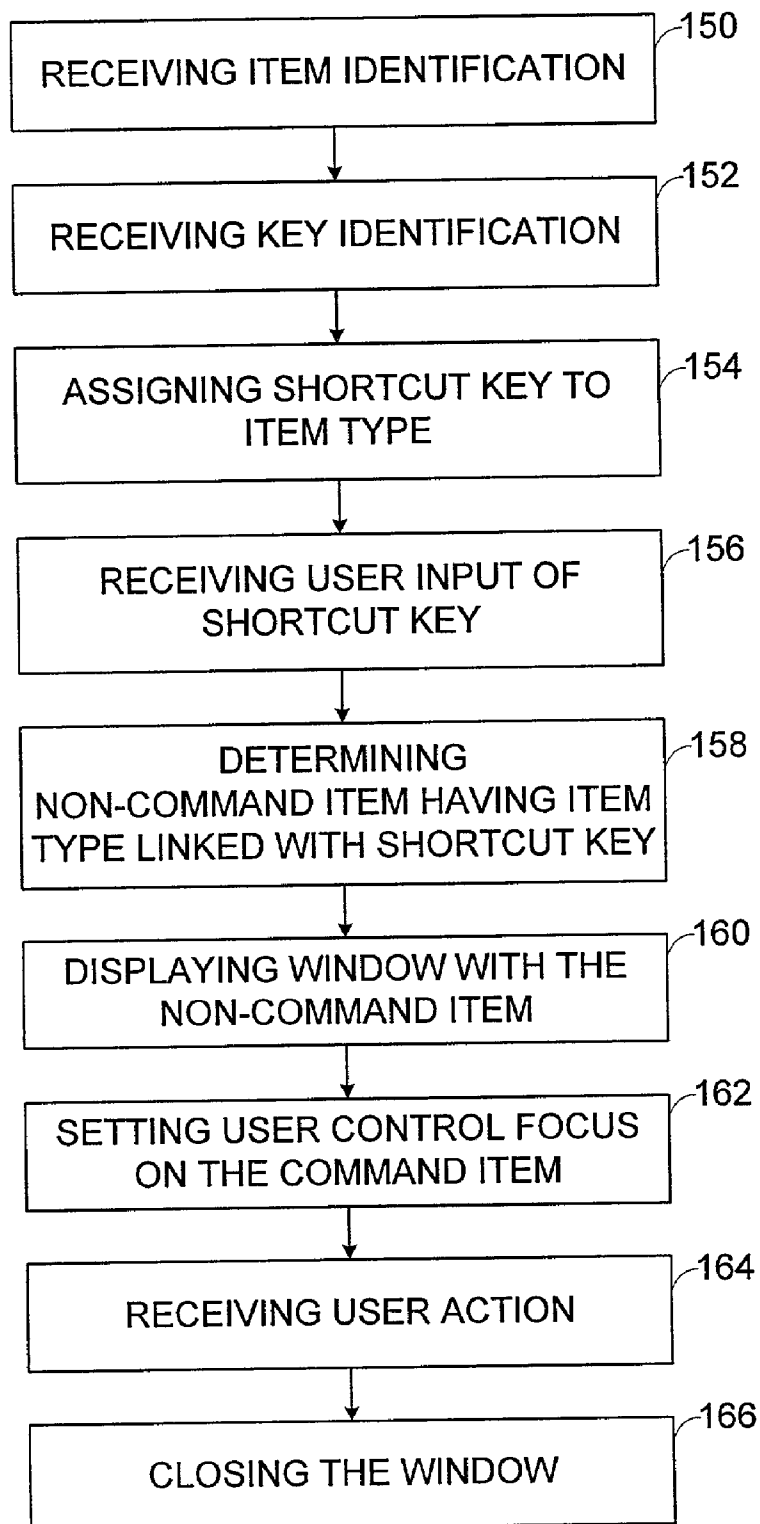 150
RECEIVING ITEM IDENTIFICATION
152
RECEIVING KEY IDENTIFICATION
154
ASSIGNING SHORTCUT KEY TO
ITEM TYPE
156
RECEIVING USER INPUT OF
SHORTCUT KEY
158
DETERMINING
NON-COMMAND ITEM HAVING ITEM
TYPE LINKED WITH SHORTCUT KEY
160
DISPLAYING WINDOW WITH THE
NON-COMMAND ITEM
162
SETTING USER CONTROL FOCUS
ON THE COMMAND ITEM
164
RECEIVING USER ACTION
166
CLOSING THE WINDOW